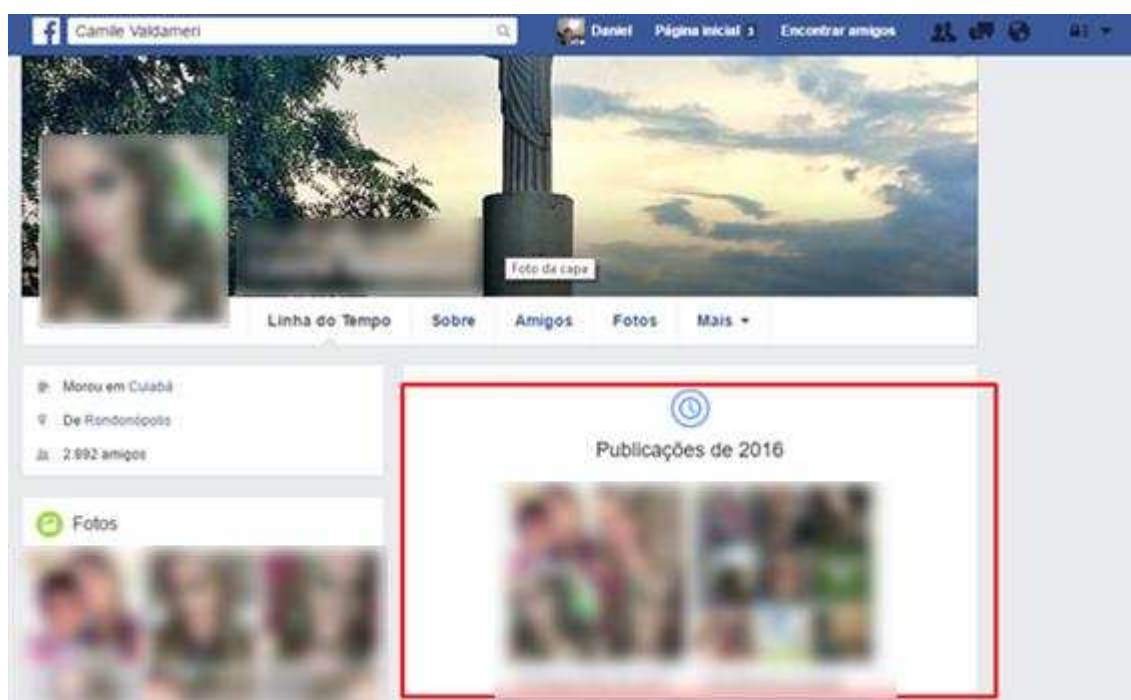 Camile Valdameri
Daniel Página inicial 3 Encontrar amigos
Foto da capa
Linha do Tempo Sobre Amigos Fotos Mais
Morou em Cuiabá
De Rondonópolis
2.892 amigos
Fotos
Publicações de 2016